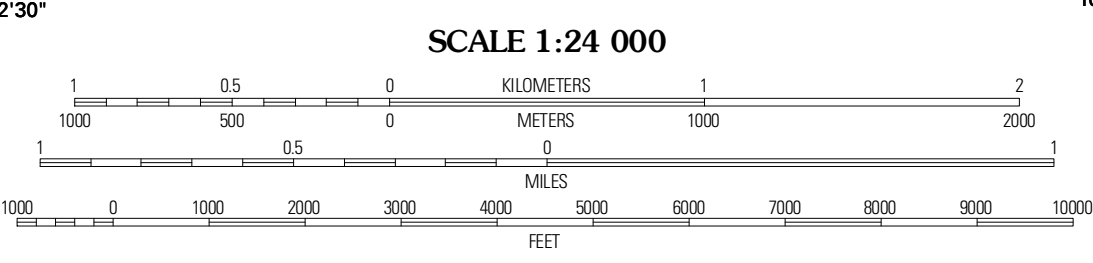 2'30"
SCALE 1:24 000
1 0.5 0 KILOMETERS 1 2
1000 500 0 METERS 1000 2000
1 0.5 0 1
MILES
1000 0 1000 2000 3000 4000 5000 6000 7000 8000 9000 10000
FEET